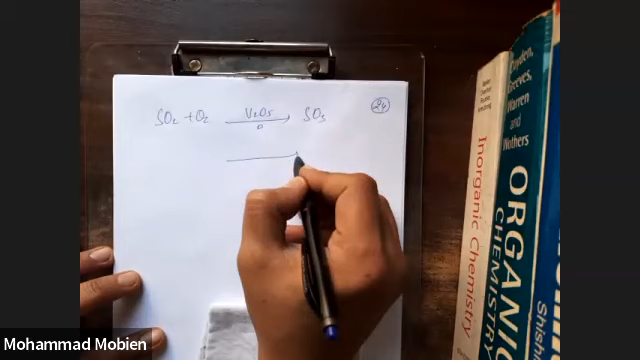 SO₂ + O₂ V₂O₅ Δ → SO₃
24
Inorganic Chemistry
Clayden, Greeves, Warren and Wothers
ORGANIC CHEMISTRY
Mohammad Mobien